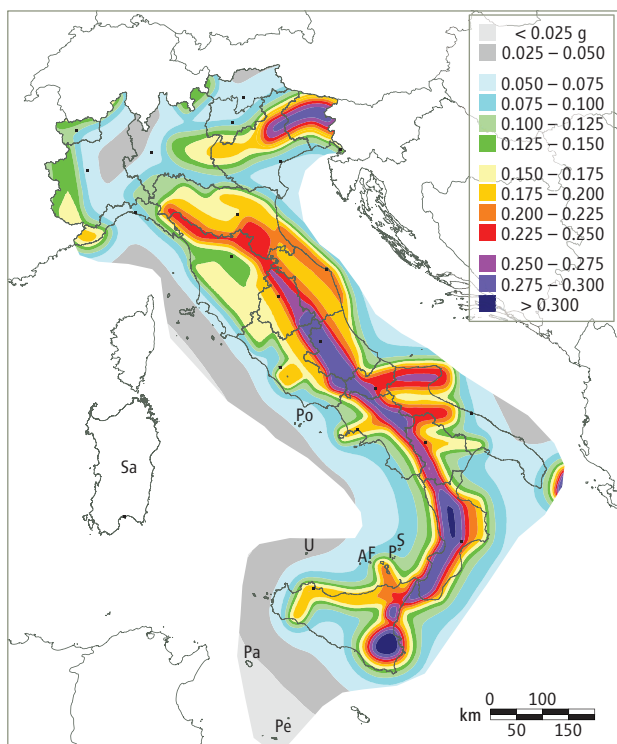 < 0.025 g
0.025 – 0.050
0.050 – 0.075
0.075 – 0.100
0.100 – 0.125
0.125 – 0.150
0.150 – 0.175
0.175 – 0.200
0.200 – 0.225
0.225 – 0.250
0.250 – 0.275
0.275 – 0.300
> 0.300
Po
Sa
U
A F P S
Pa
Pe
0 100
km
50 150